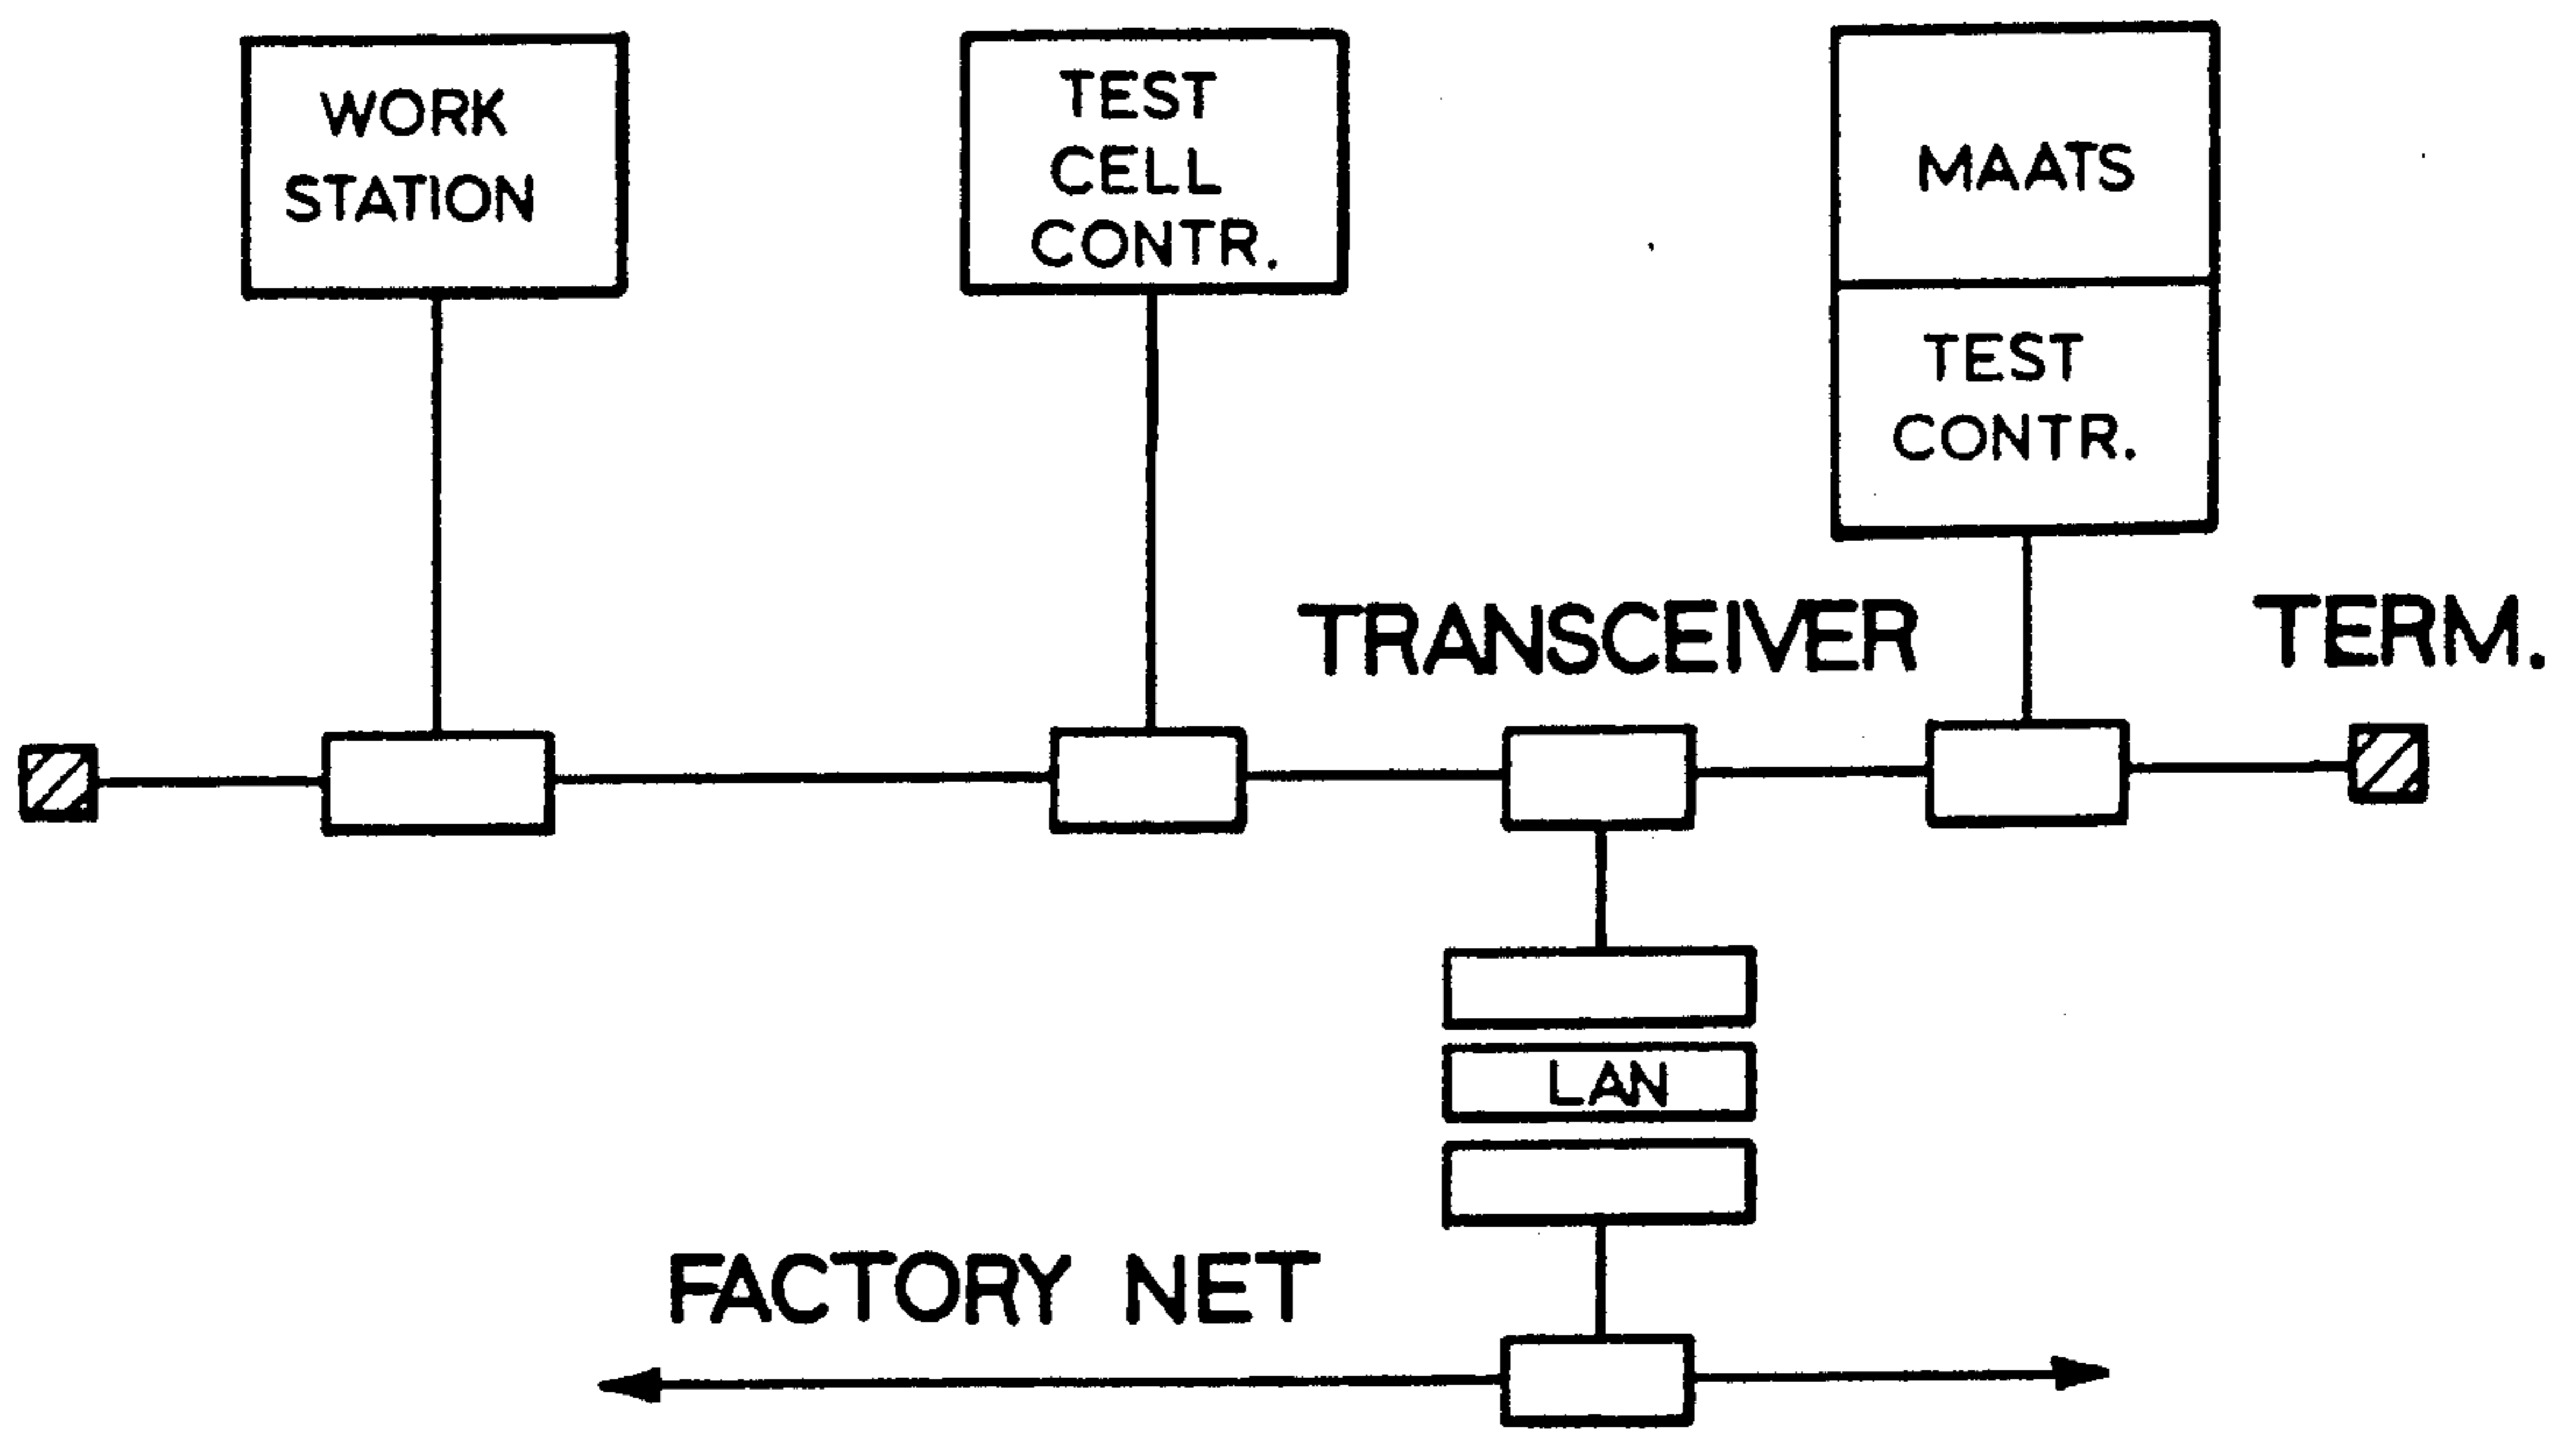 WORK
STATION
TEST
CELL
CONTR.
MAATS
TEST
CONTR.
TRANSCEIVER
TERM.
LAN
FACTORY NET